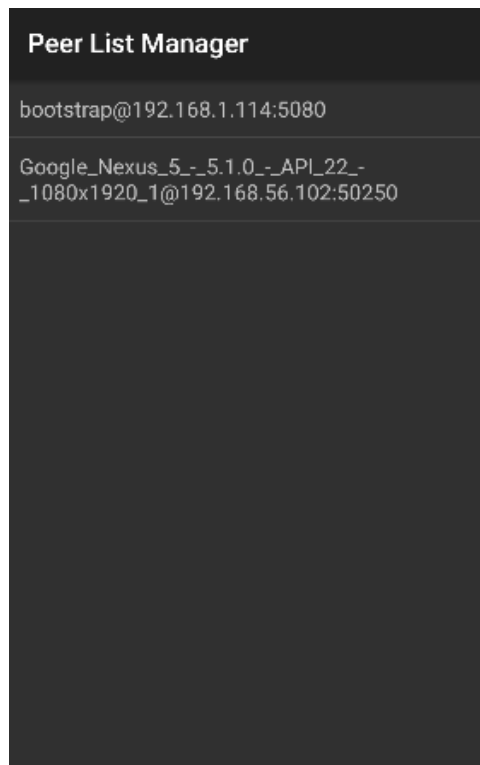 Peer List Manager
bootstrap@192.168.1.114:5080
Google_Nexus_5_-_5.1.0_-_API_22_-
_1080x1920_1@192.168.56.102:50250